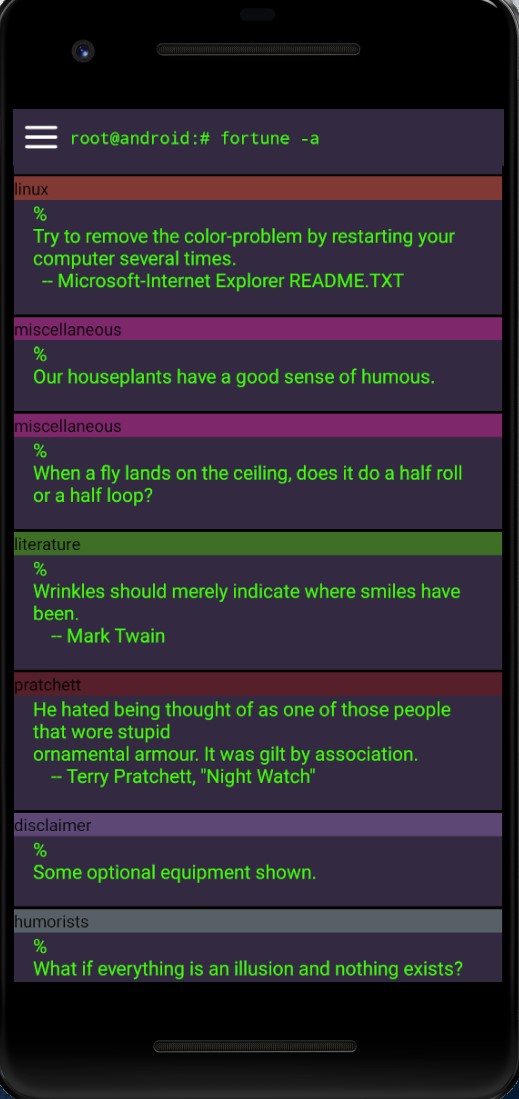 root@android:# fortune -a
linux
%
Try to remove the color-problem by restarting your
computer several times.
-- Microsoft-Internet Explorer README.TXT
miscellaneous
%
Our houseplants have a good sense of humous.
miscellaneous
%
When a fly lands on the ceiling, does it do a half roll
or a half loop?
literature
%
Wrinkles should merely indicate where smiles have
been.
-- Mark Twain
pratchett
He hated being thought of as one of those people
that wore stupid
ornamental armour. It was gilt by association.
-- Terry Pratchett, "Night Watch"
disclaimer
%
Some optional equipment shown.
humorists
%
What if everything is an illusion and nothing exists?